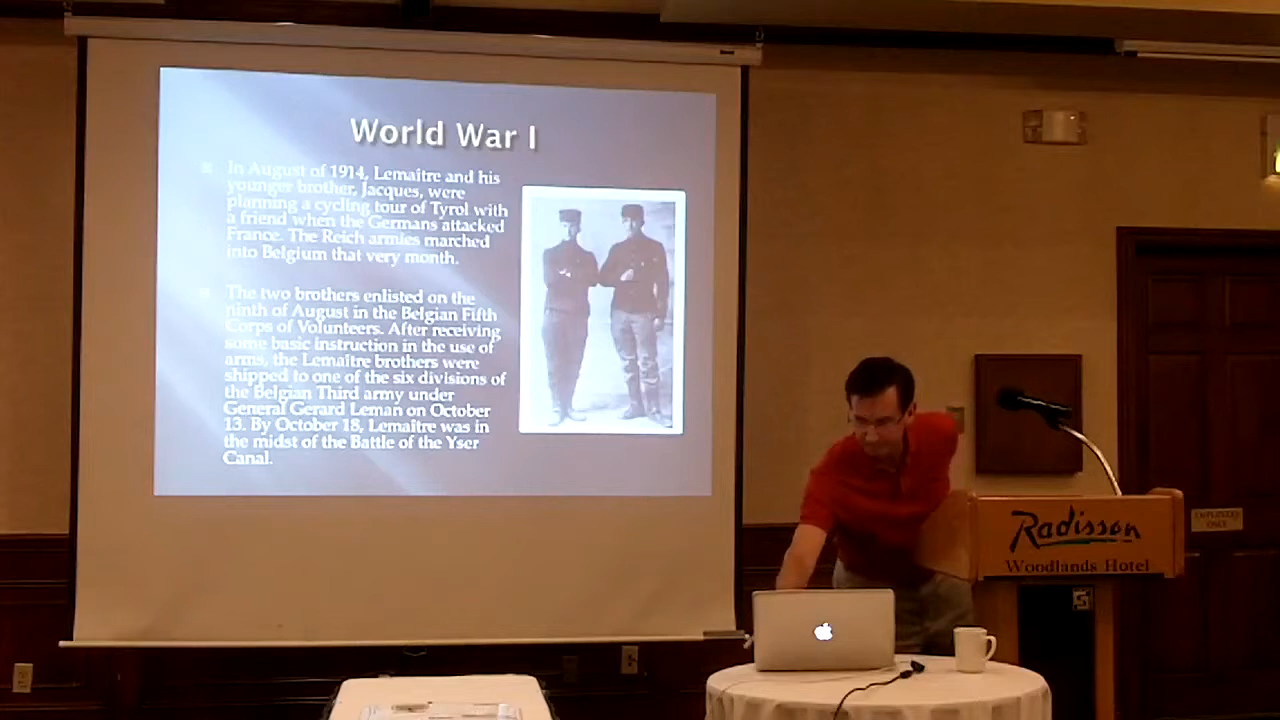 World War I
In August of 1914, Lemaître and his
younger brother, Jacques, were
planning a cycling tour of Tyrol with
a friend when the Germans attacked
France. The Reich armies marched
into Belgium that very month.
The two brothers enlisted on the
ninth of August in the Belgian Fifth
Corps of Volunteers. After receiving
some basic instruction in the use of
arms, the Lemaître brothers were
shipped to one of the six divisions of
the Belgian Third army under
General Gerard Leman on October
13. By October 18, Lemaître was in
the midst of the Battle of the Yser
Canal.
Radisson
Woodlands Hotel
EMPLOYEES
ONLY